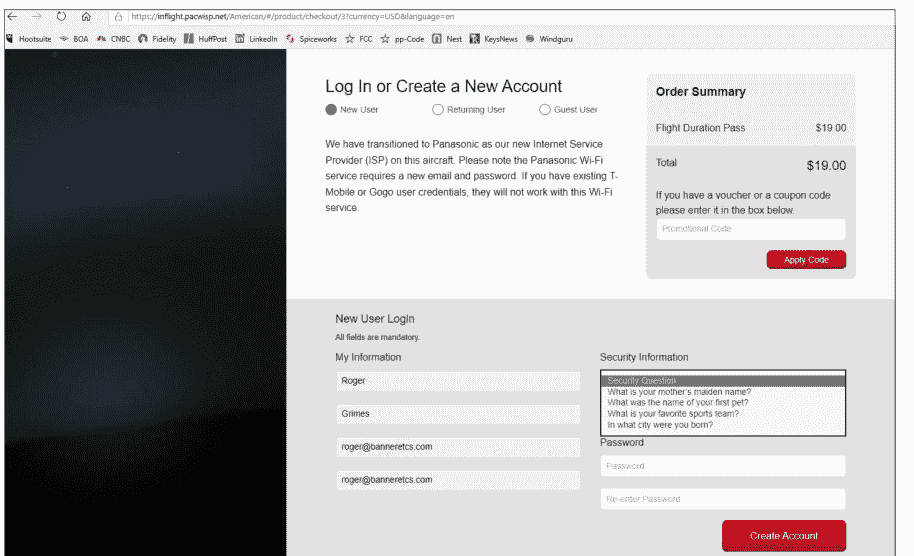 https://inflight.pacwisp.net/American/#/product/checkout/3?currency=USD&language=en
Hootsuite BOA CNBC Fidelity HuffPost LinkedIn Spiceworks FCC pp-Code Nest KeysNews Windguru
Log In or Create a New Account
New User Returning User Guest User
We have transitioned to Panasonic as our new Internet Service
Provider (ISP) on this aircraft. Please note the Panasonic Wi-Fi
service requires a new email and password. If you have existing T-
Mobile or Gogo user credentials, they will not work with this Wi-Fi
service.
Order Summary
Flight Duration Pass $19.00
Total $19.00
If you have a voucher or a coupon code
please enter it in the box below.
Promotional Code
Apply Code
New User Login
All fields are mandatory.
My Information
Roger
Grimes
roger@banneretcs.com
roger@banneretcs.com
Security Information
Security Question
What is your mother's maiden name?
What was the name of your first pet?
What is your favorite sports team?
In what city were you born?
Password
Password
Re-enter Password
Create Account